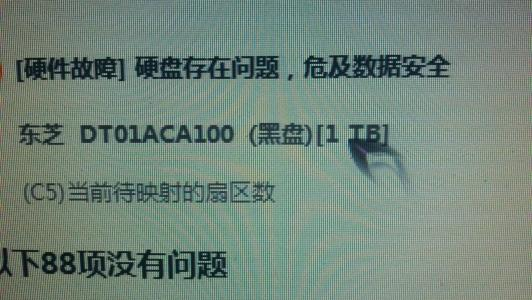 [硬件故障] 硬盘存在问题，危及数据安全
东芝 DT01ACA100 (黑盘)[1 TB]
(C5)当前待映射的扇区数
以下88项没有问题